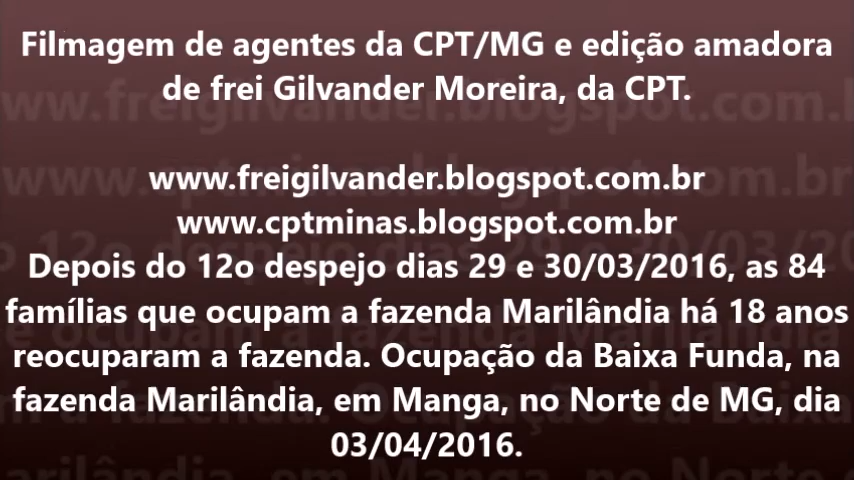 Filmagem de agentes da CPT/MG e edição amadora
de frei Gilvander Moreira, da CPT.
www.freigilvander.blogspot.com.br
www.cptminas.blogspot.com.br
Depois do 12o despejo dias 29 e 30/03/2016, as 84
famílias que ocupam a fazenda Marilândia há 18 anos
reocuparam a fazenda. Ocupação da Baixa Funda, na
fazenda Marilândia, em Manga, no Norte de MG, dia
03/04/2016.